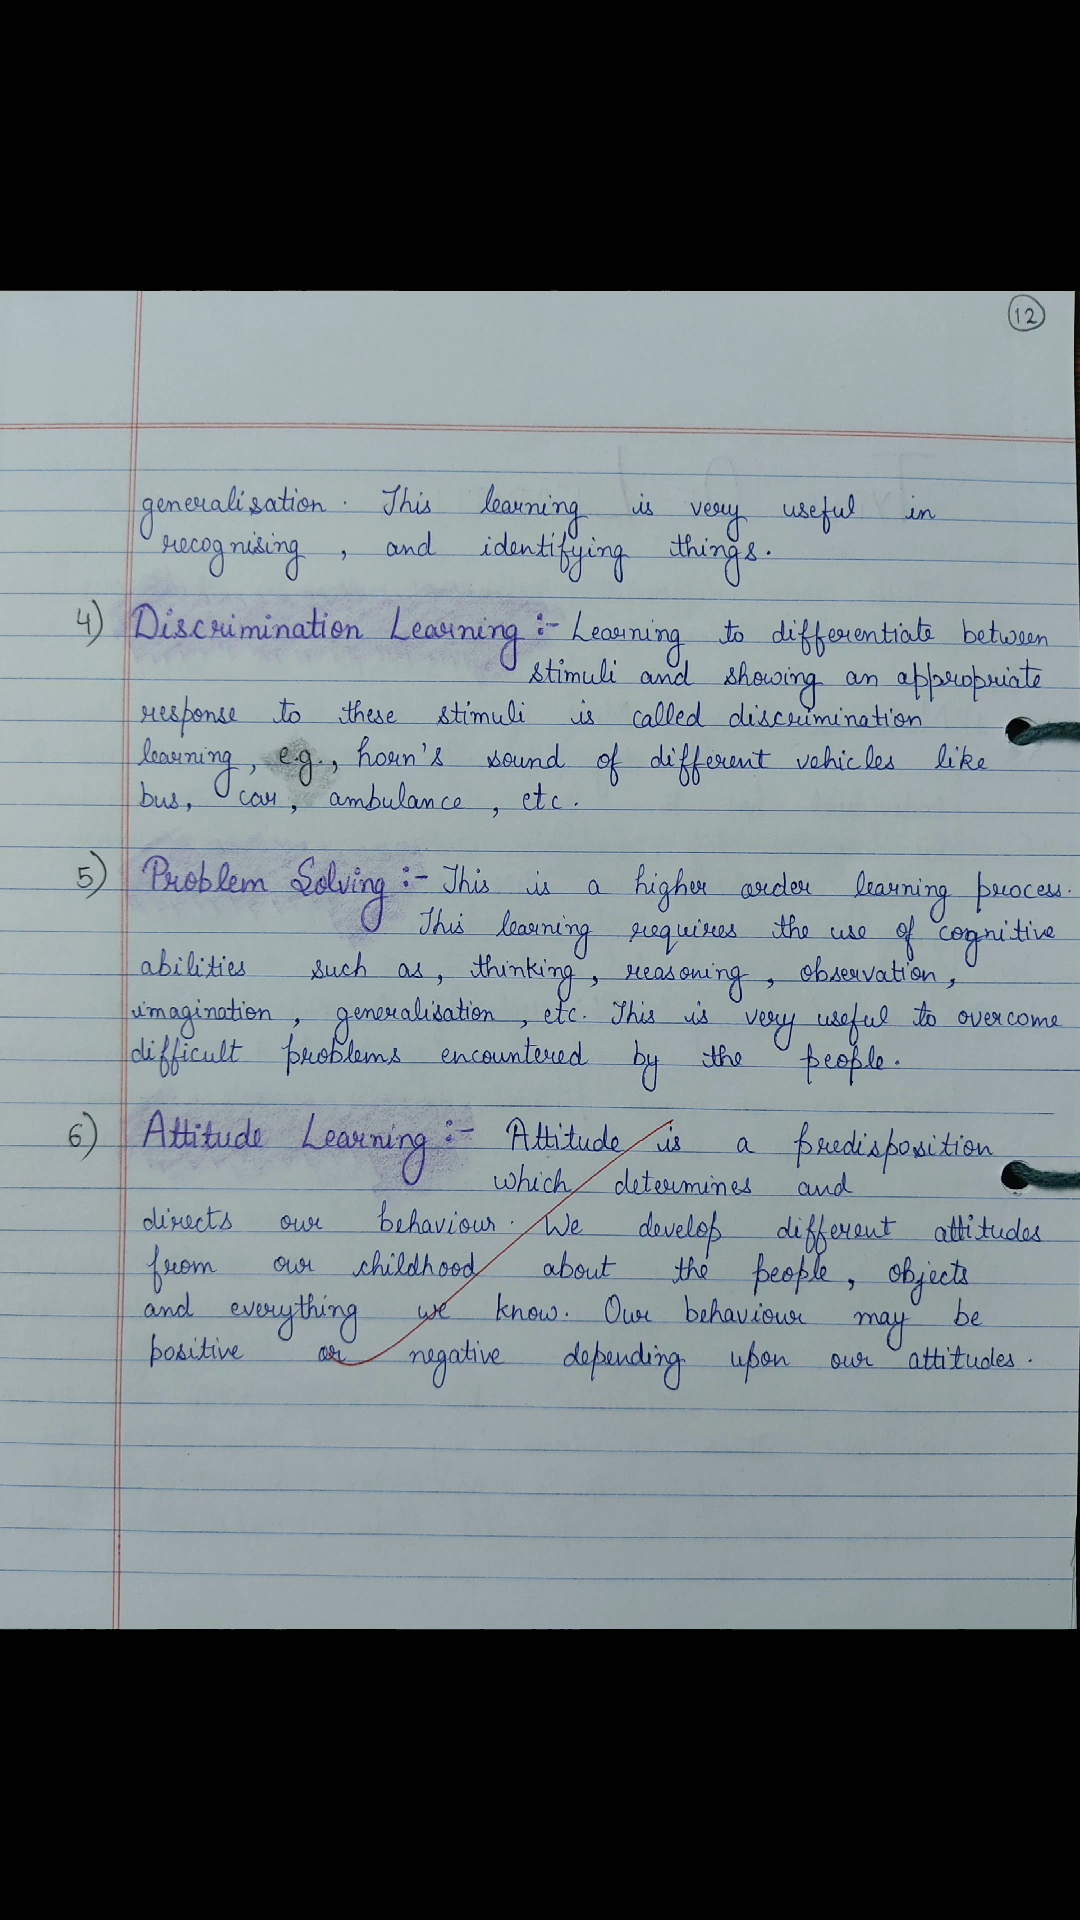 12
generalisation. This learning is very useful in
recognising, and identifying things.
4) Discrimination Learning :- Learning to differentiate between
stimuli and showing an appropriate
response to these stimuli is called discrimination
learning, e.g., horn's sound of different vehicles like
bus, car, ambulance, etc.
5) Problem Solving :- This is a higher order learning process.
This learning requires the use of cognitive
abilities such as, thinking, reasoning, observation,
imagination, generalisation, etc. This is very useful to overcome
difficult problems encountered by the people.
6) Attitude Learning :- Attitude is a predisposition
which determines and
directs our behaviour. We develop different attitudes
from our childhood about the people, objects
and everything we know. Our behaviour may be
positive or negative depending upon our attitudes.